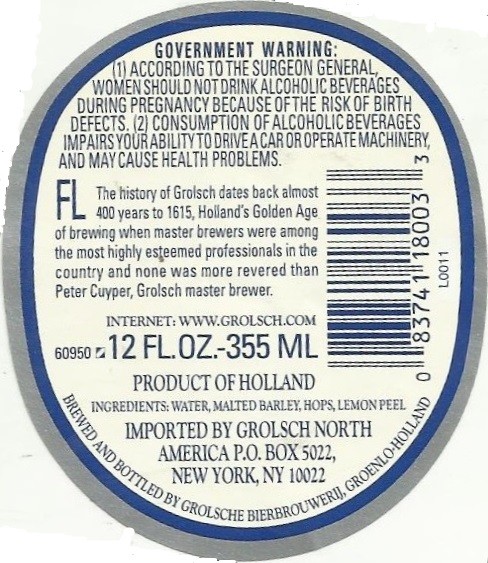 GOVERNMENT WARNING:
(1) ACCORDING TO THE SURGEON GENERAL,
WOMEN SHOULD NOT DRINK ALCOHOLIC BEVERAGES
DURING PREGNANCY BECAUSE OF THE RISK OF BIRTH
DEFECTS. (2) CONSUMPTION OF ALCOHOLIC BEVERAGES
IMPAIRS YOUR ABILITY TO DRIVE A CAR OR OPERATE MACHINERY,
AND MAY CAUSE HEALTH PROBLEMS.
FL The history of Grolsch dates back almost
400 years to 1615, Holland's Golden Age
of brewing when master brewers were among
the most highly esteemed professionals in the
country and none was more revered than
Peter Cuyper, Grolsch master brewer.
0 83741 18003 3
L0011
INTERNET: WWW.GROLSCH.COM
60950 12 FL.OZ.-355 ML
PRODUCT OF HOLLAND
INGREDIENTS: WATER, MALTED BARLEY, HOPS, LEMON PEEL
IMPORTED BY GROLSCH NORTH
AMERICA P.O. BOX 5022,
NEW YORK, NY 10022
BREWED AND BOTTLED BY GROLSCHE BIERBROUWERIJ, GROENLO-HOLLAND